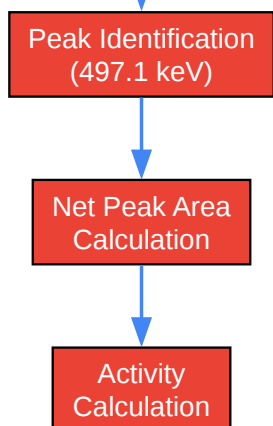 Peak Identification
(497.1 keV)
Net Peak Area
Calculation
Activity
Calculation